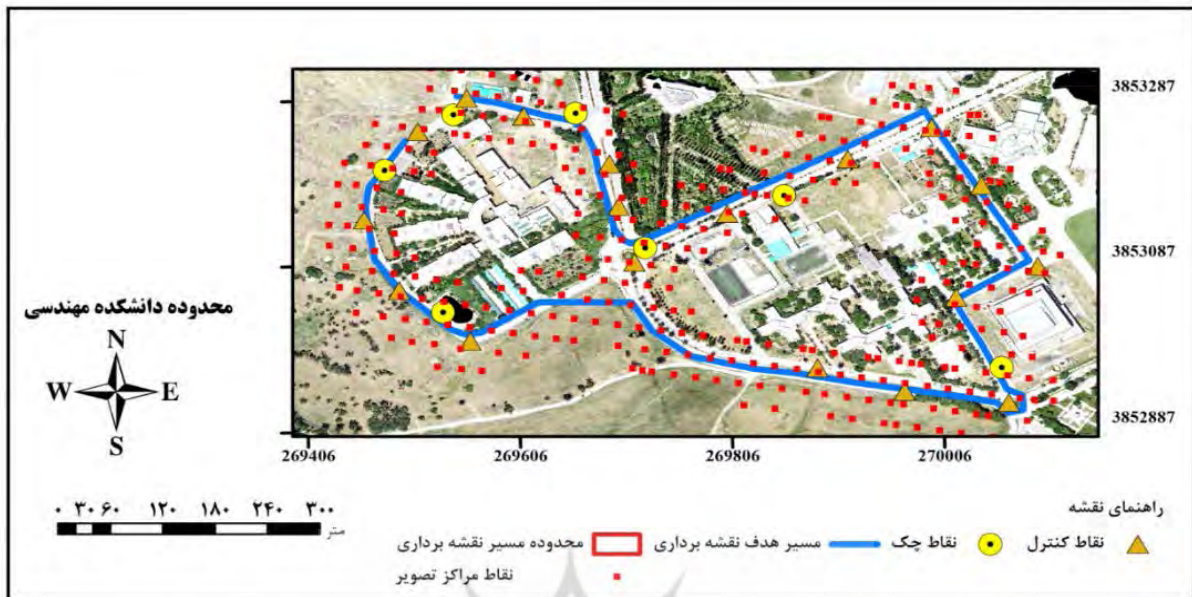 3853287
3853087
3852887
269406 269606 269806 270006
محدوده دانشکده مهندسی
N
W E
S
۰ ۳۰ ۶۰ ۱۲۰ ۱۸۰ ۲۴۰ ۳۰۰
متر
راهنمای نقشه
نقاط کنترل نقاط چک مسیر هدف نقشه برداری محدوده مسیر نقشه برداری
نقاط مراکز تصویر